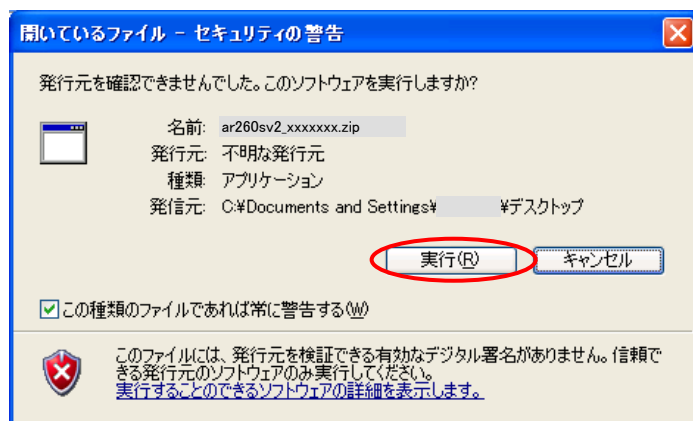 開いているファイル - セキュリティの警告
発行元を確認できませんでした。このソフトウェアを実行しますか?
名前: ar260sv2_xxxxxxx.zip
発行元: 不明な発行元
種類: アプリケーション
発信元: C:¥Documents and Settings¥ ¥デスクトップ
実行(R) キャンセル
この種類のファイルであれば常に警告する(W)
このファイルには、発行元を検証できる有効なデジタル署名がありません。信頼で
きる発行元のソフトウェアのみ実行してください。
実行することのできるソフトウェアの詳細を表示します。